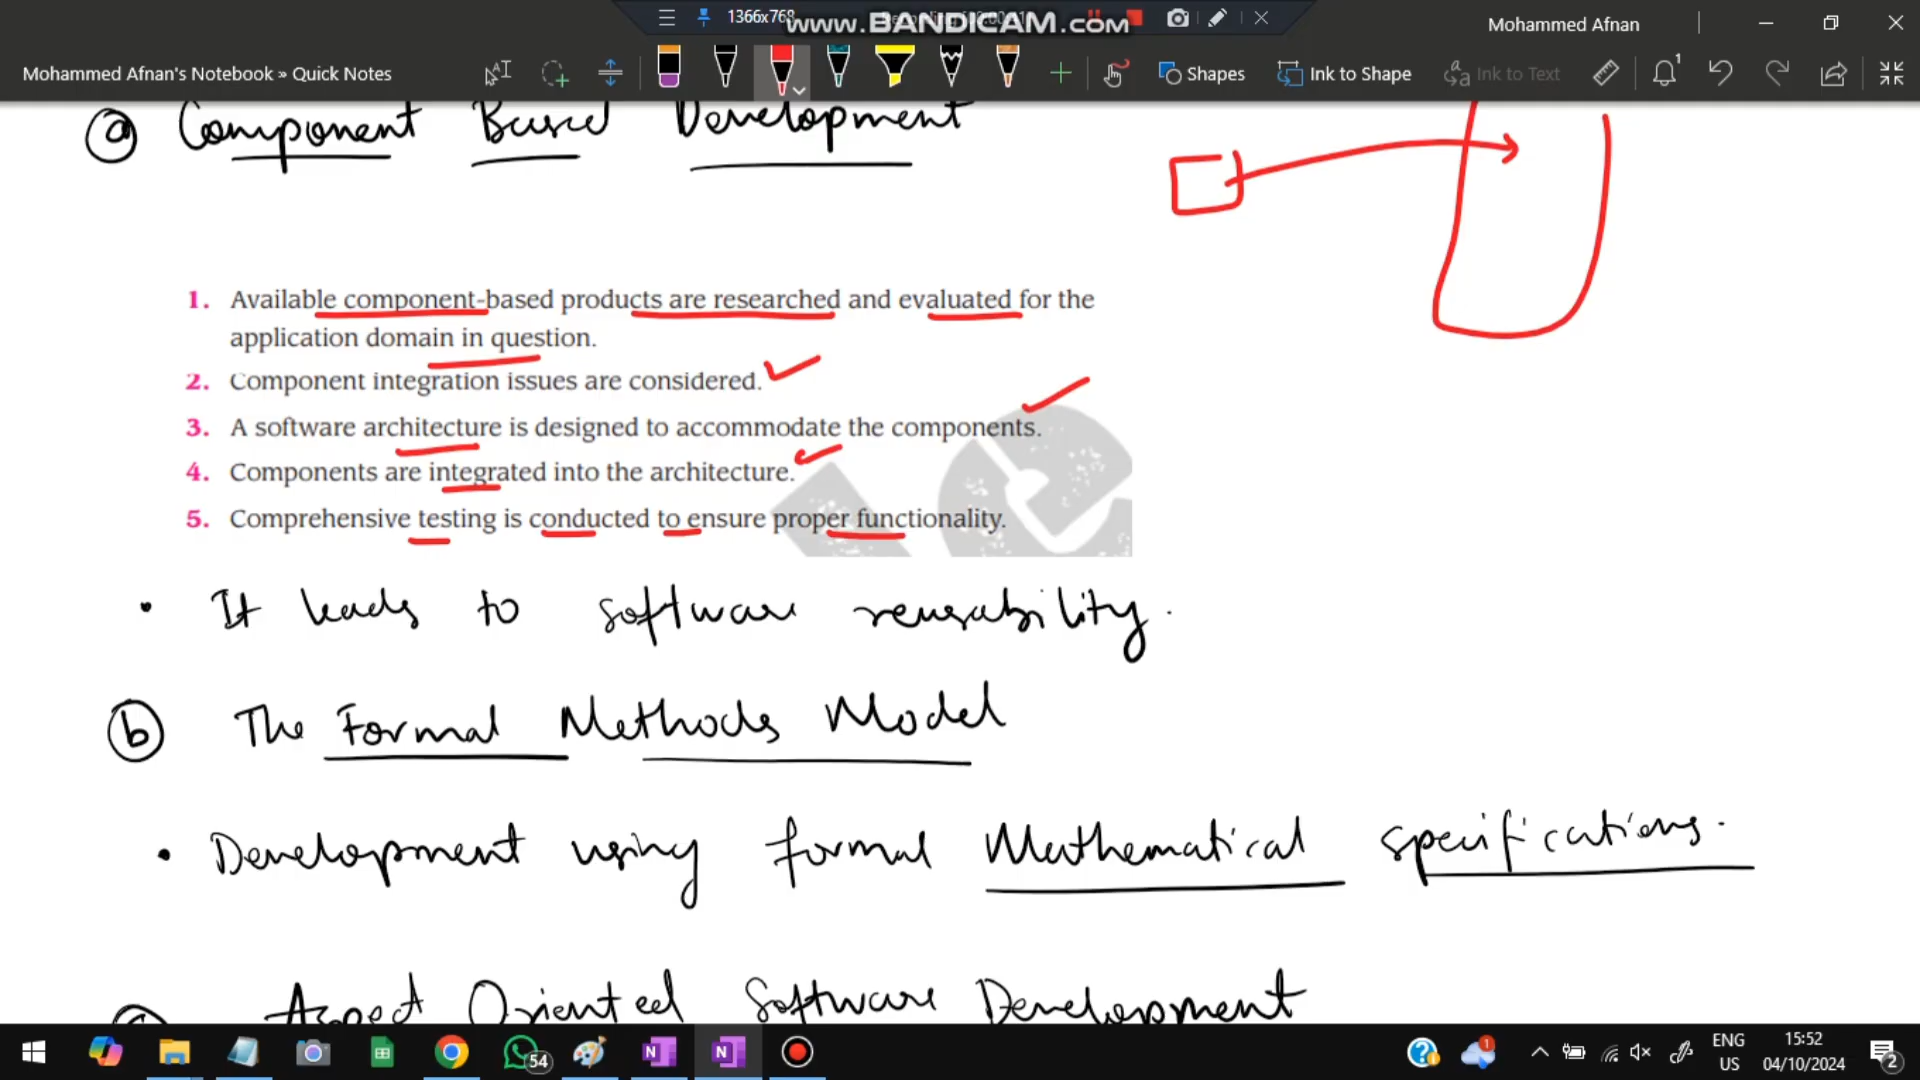 1366x768
www.BANDICAM.com
Mohammed Afnan
Mohammed Afnan's Notebook » Quick Notes
Shapes
Ink to Shape
Ink to Text
1
a Component Based Development
1. Available component-based products are researched and evaluated for the
application domain in question.
2. Component integration issues are considered.
3. A software architecture is designed to accommodate the components.
4. Components are integrated into the architecture.
5. Comprehensive testing is conducted to ensure proper functionality.
• It leads to software reusability.
b The Formal Methods Model
• Development using formal Mathematical specifications.
Aspect Oriented Software Development
54
1
ENG
US
15:52
04/10/2024
2